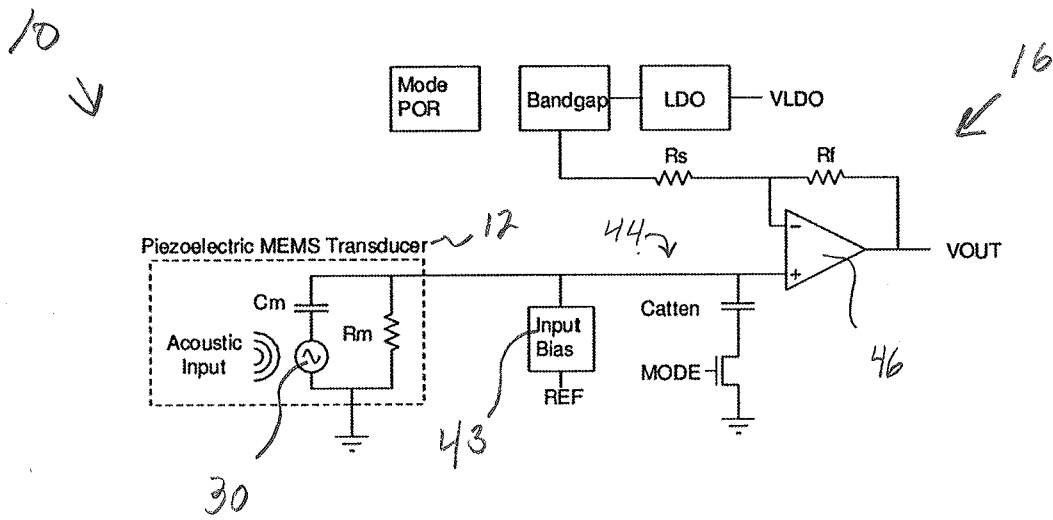 10
16
Mode
POR
Bandgap
LDO
VLDO
Rs
Rf
Piezoelectric MEMS Transducer
12
44
VOUT
Cm
Rm
Acoustic
Input
Input
Bias
REF
Catten
MODE
46
43
30